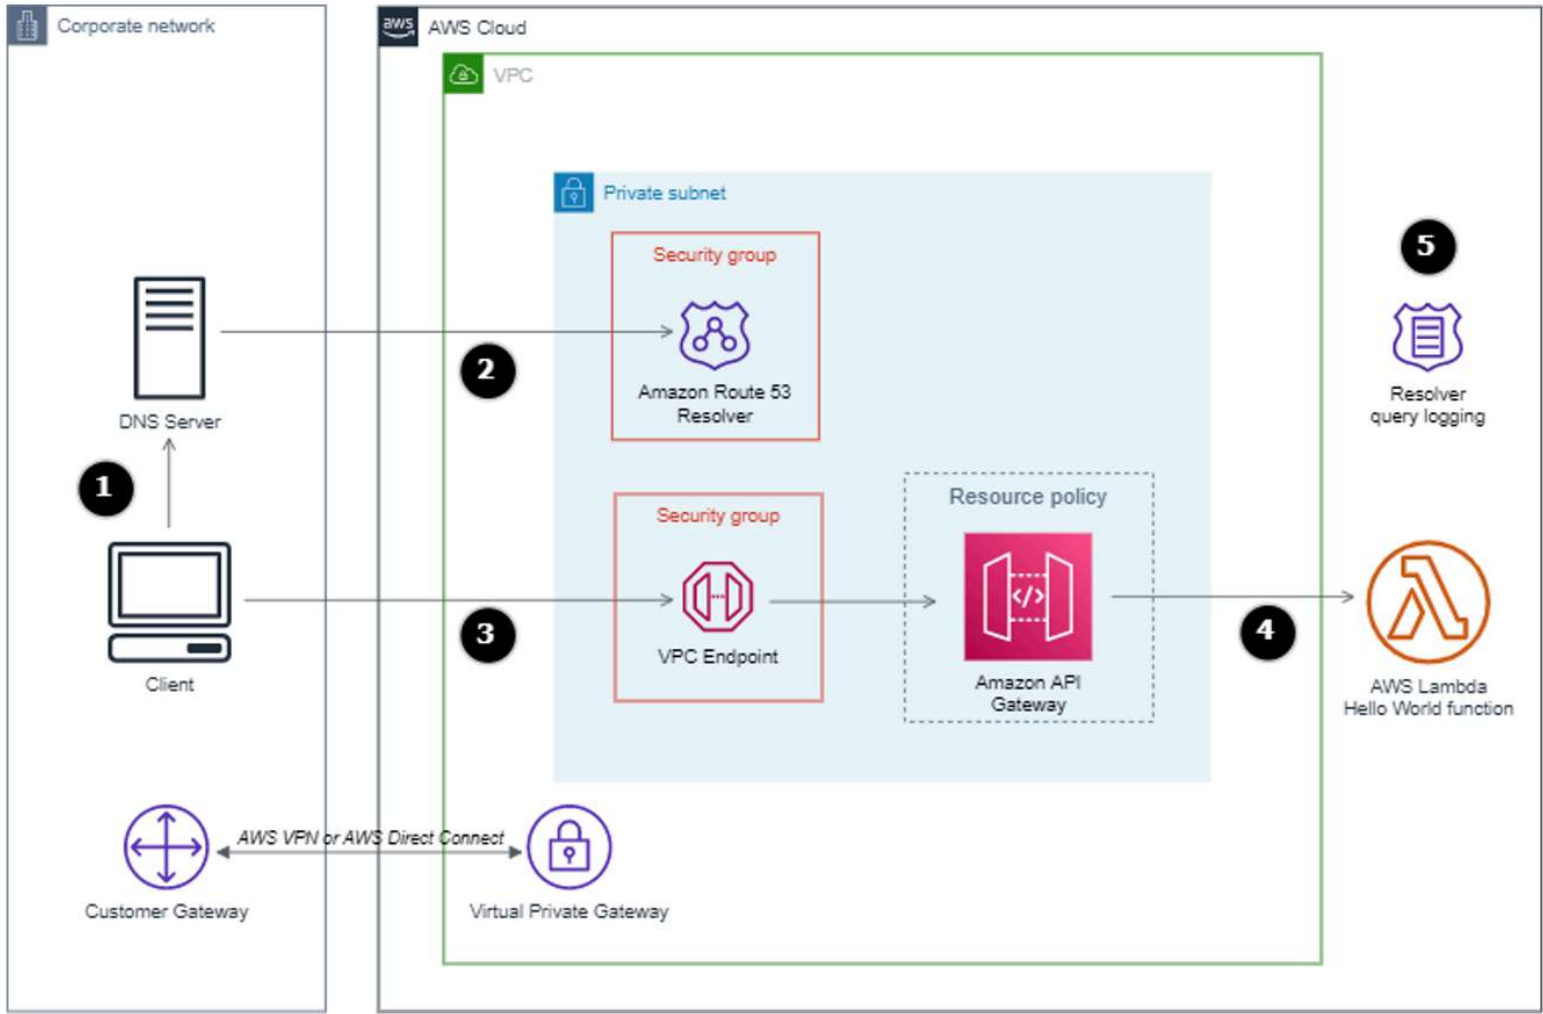 Corporate network
aws
AWS Cloud
VPC
Private subnet
Security group
5
2
Amazon Route 53
Resolver
Resolver
query logging
DNS Server
1
Security group
Resource policy
</>
3
VPC Endpoint
4
Client
Amazon API
Gateway
AWS Lambda
Hello World function
AWS VPN or AWS Direct Connect
Customer Gateway
Virtual Private Gateway